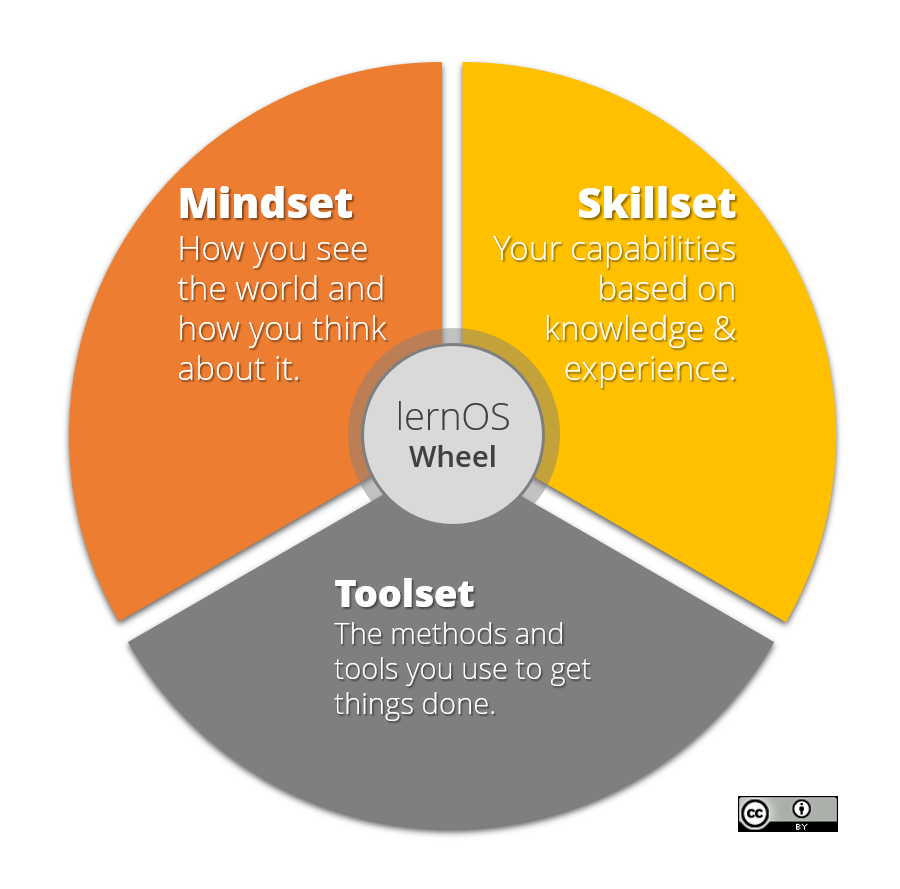 Mindset
How you see
the world and
how you think
about it.
Skillset
Your capabilities
based on
knowledge &
experience.
lernOS
Wheel
Toolset
The methods and
tools you use to get
things done.
cc
BY